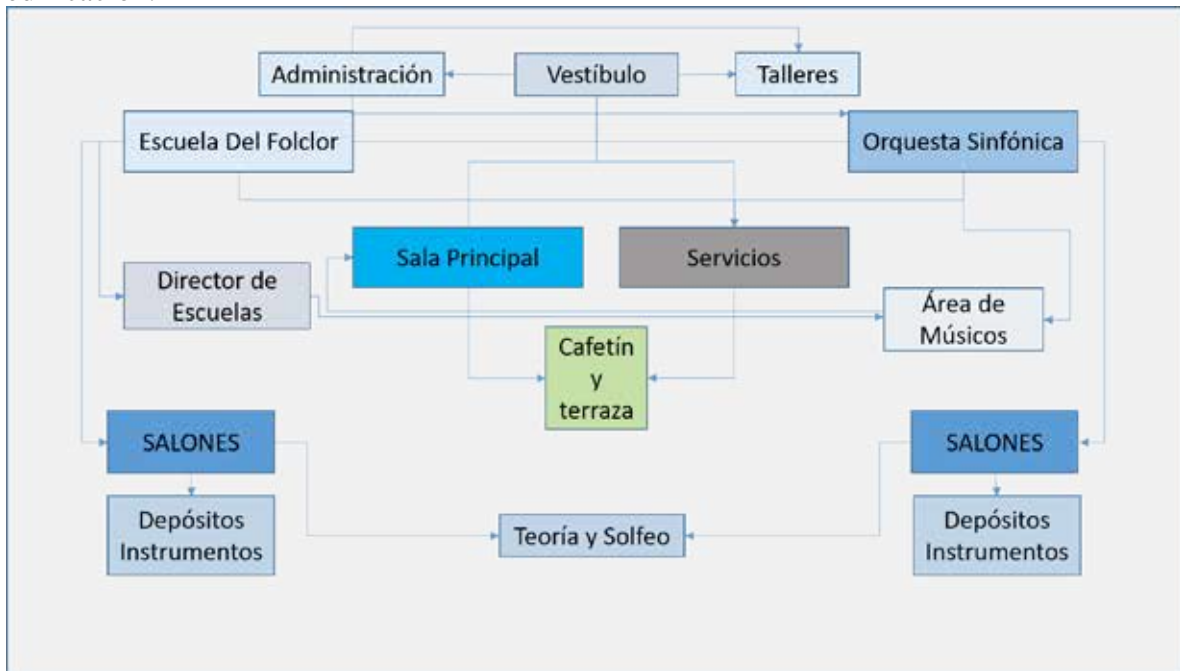 Administración
Vestíbulo
Talleres
Escuela Del Folclor
Orquesta Sinfónica
Sala Principal
Servicios
Director de
Escuelas
Área de
Músicos
Cafetín
y
terraza
SALONES
SALONES
Depósitos
Instrumentos
Teoría y Solfeo
Depósitos
Instrumentos